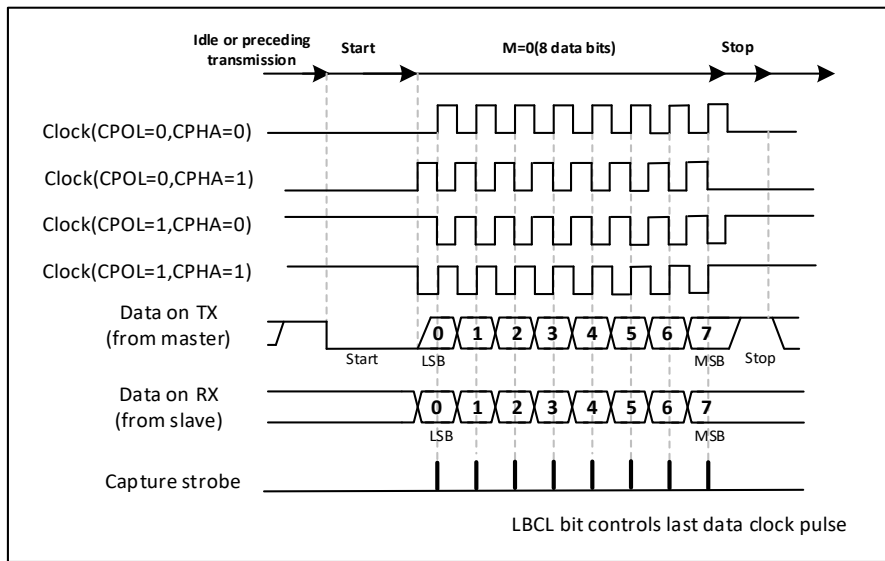 Idle or preceding
transmission
Start
M=0(8 data bits)
Stop
Clock(CPOL=0,CPHA=0)
Clock(CPOL=0,CPHA=1)
Clock(CPOL=1,CPHA=0)
Clock(CPOL=1,CPHA=1)
Data on TX
(from master)
0 1 2 3 4 5 6 7
Start
LSB
MSB
Stop
Data on RX
(from slave)
0 1 2 3 4 5 6 7
LSB
MSB
Capture strobe
LBCL bit controls last data clock pulse